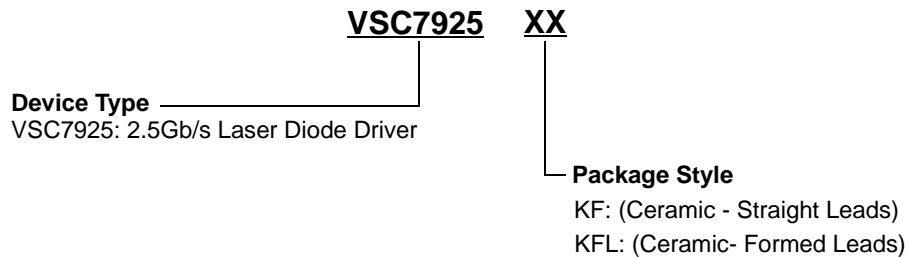 VSC7925 XX
Device Type
VSC7925: 2.5Gb/s Laser Diode Driver
Package Style
KF: (Ceramic - Straight Leads)
KFL: (Ceramic- Formed Leads)